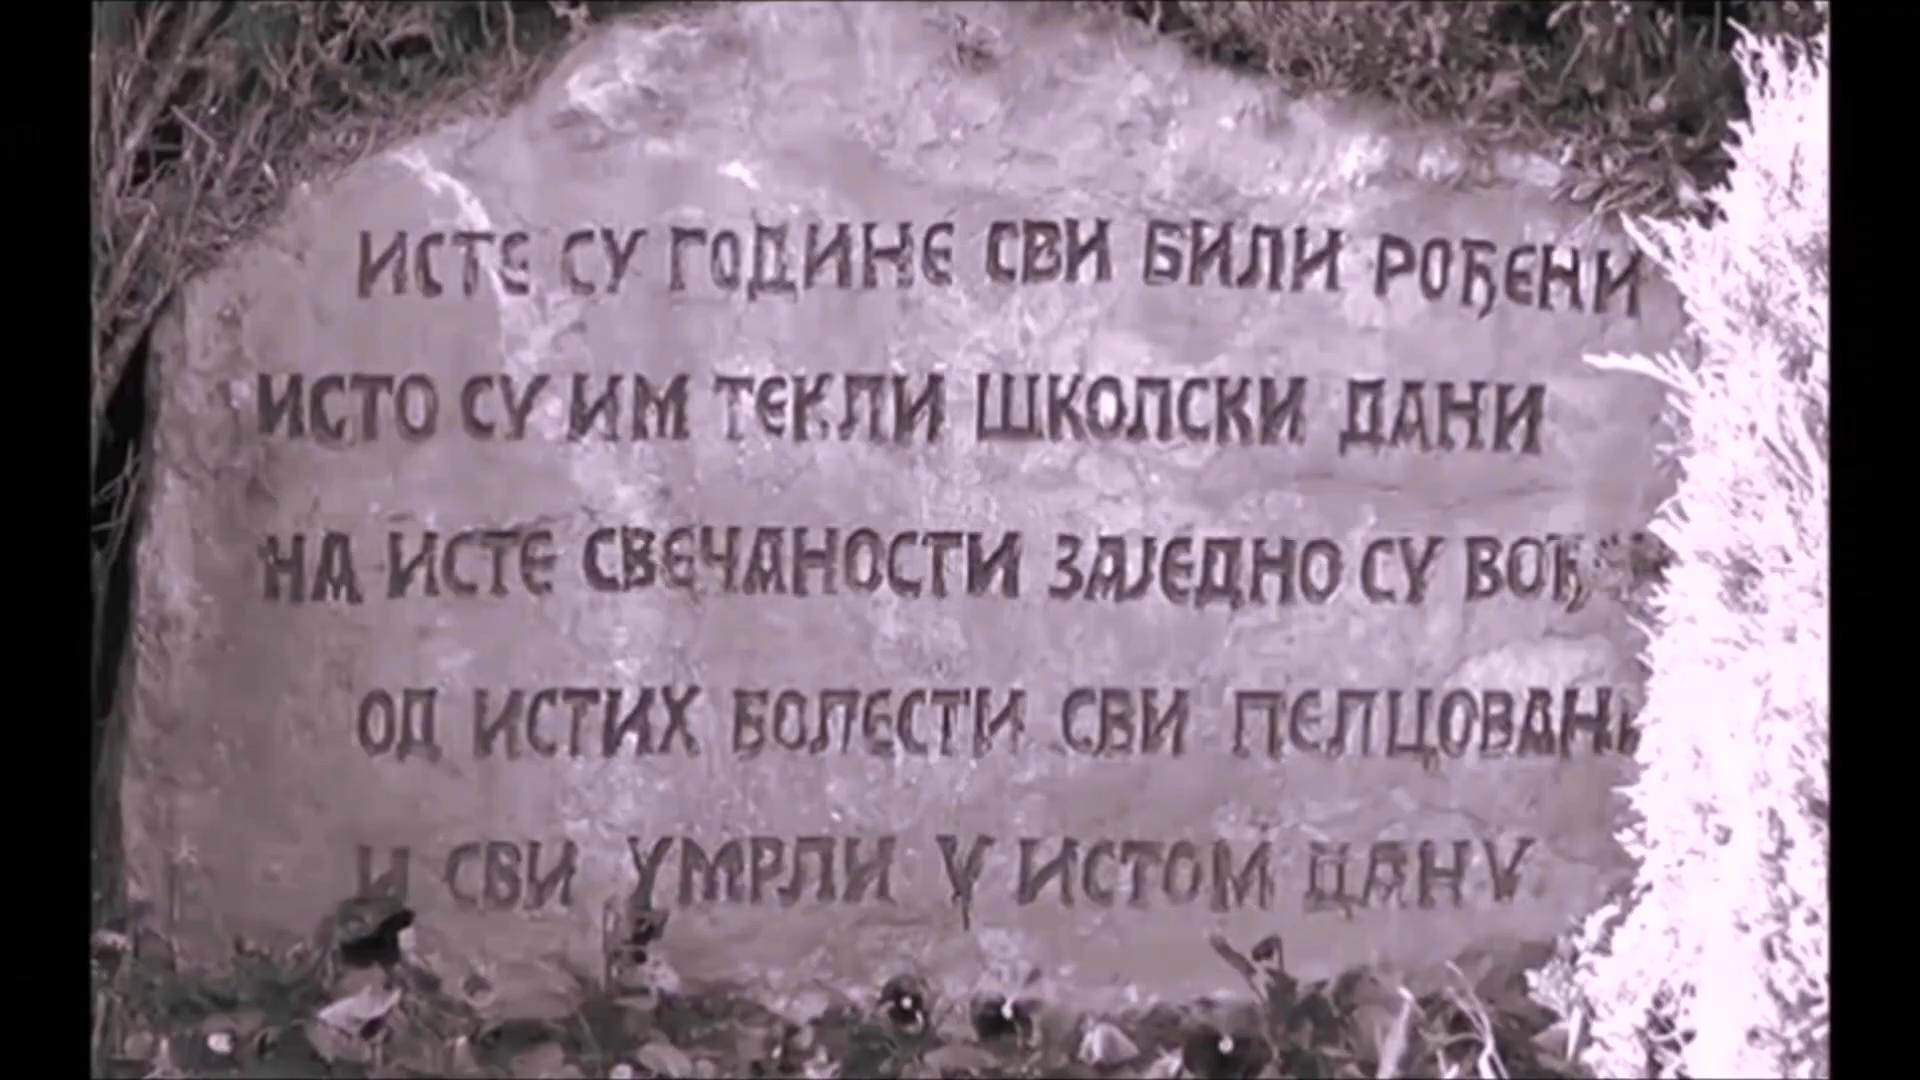 ИСТЕ СУ ГОДИНЕ СВИ БИЛИ РОЂЕНИ
ИСТО СУ ИМ ТЕКЛИ ШКОЛСКИ ДАНИ
НА ИСТЕ СВЕЧАНОСТИ ЗАЈЕДНО СУ
ОД ИСТИХ БОЛЕСТИ СВИ ПЕЛЦОВАНИ
И СВИ УМРЛИ У ИСТОМ ДАНУ